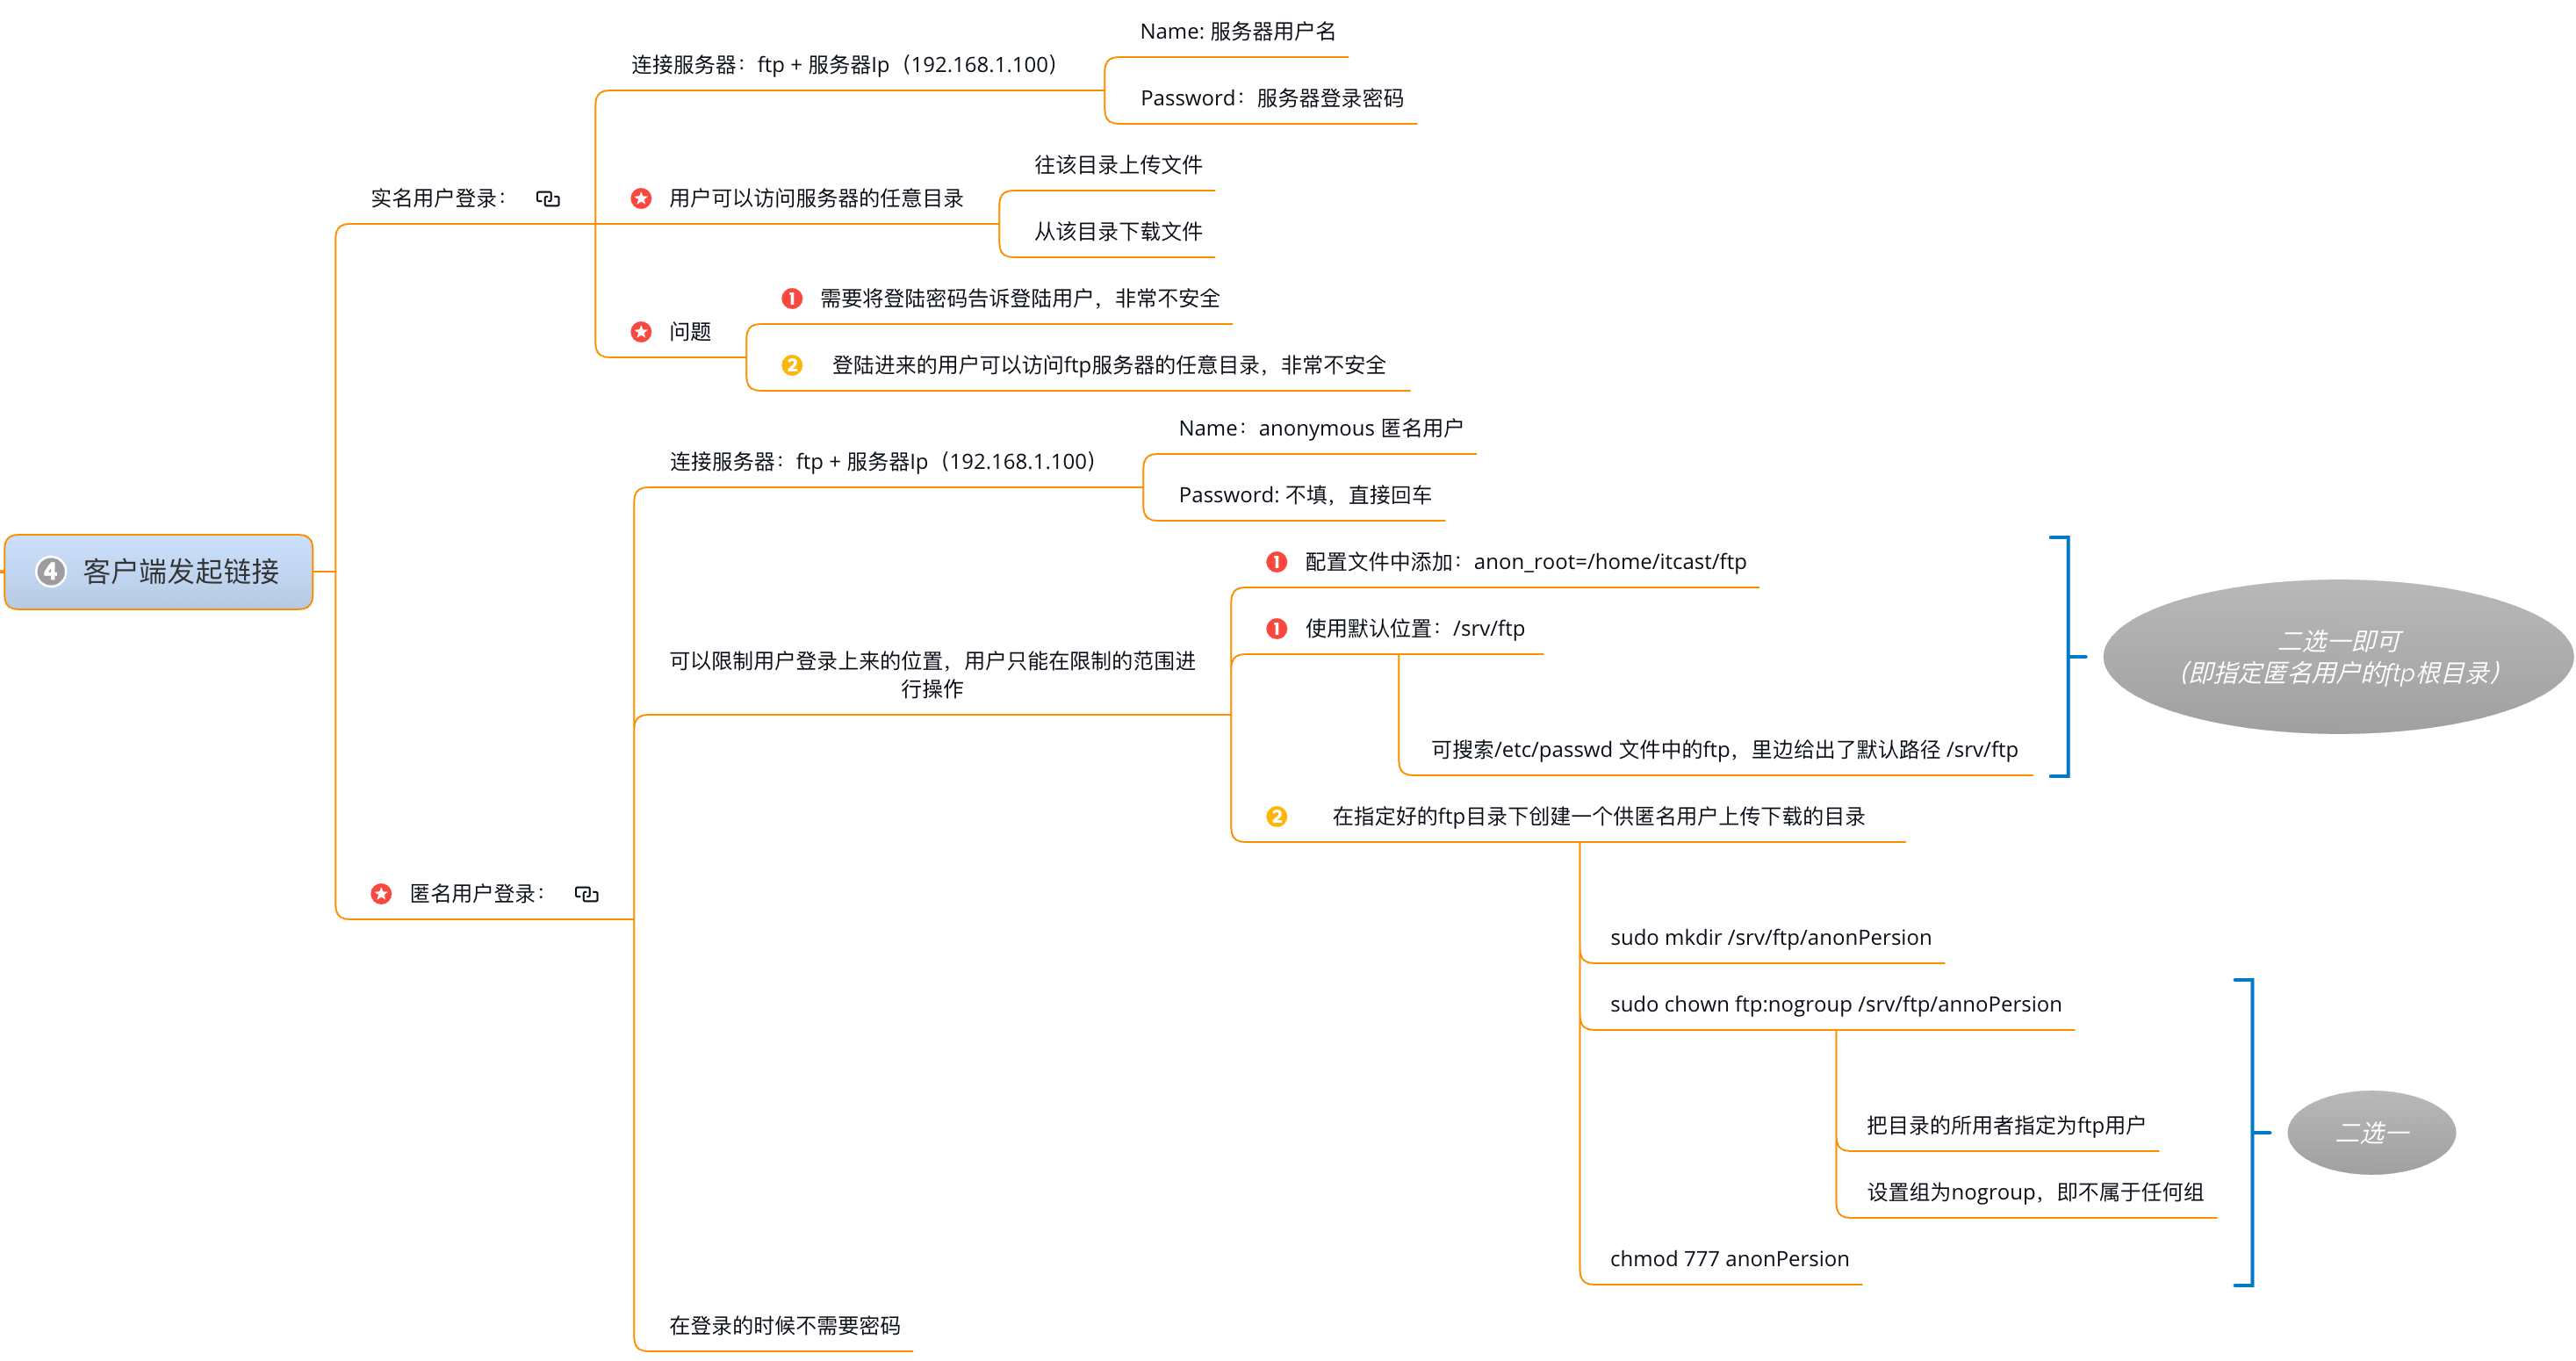 ④ 客户端发起链接
实名用户登录：
连接服务器：ftp + 服务器Ip（192.168.1.100）
Name: 服务器用户名
Password：服务器登录密码
用户可以访问服务器的任意目录
往该目录上传文件
从该目录下载文件
问题
1 需要将登陆密码告诉登陆用户，非常不安全
2 登陆进来的用户可以访问ftp服务器的任意目录，非常不安全
匿名用户登录：
连接服务器：ftp + 服务器Ip（192.168.1.100）
Name：anonymous 匿名用户
Password: 不填，直接回车
可以限制用户登录上来的位置，用户只能在限制的范围进
行操作
1 配置文件中添加：anon_root=/home/itcast/ftp
1 使用默认位置：/srv/ftp
可搜索/etc/passwd 文件中的ftp，里边给出了默认路径 /srv/ftp
二选一即可
（即指定匿名用户的ftp根目录）
2 在指定好的ftp目录下创建一个供匿名用户上传下载的目录
sudo mkdir /srv/ftp/anonPersion
sudo chown ftp:nogroup /srv/ftp/annoPersion
把目录的所用者指定为ftp用户
设置组为nogroup，即不属于任何组
chmod 777 anonPersion
二选一
在登录的时候不需要密码